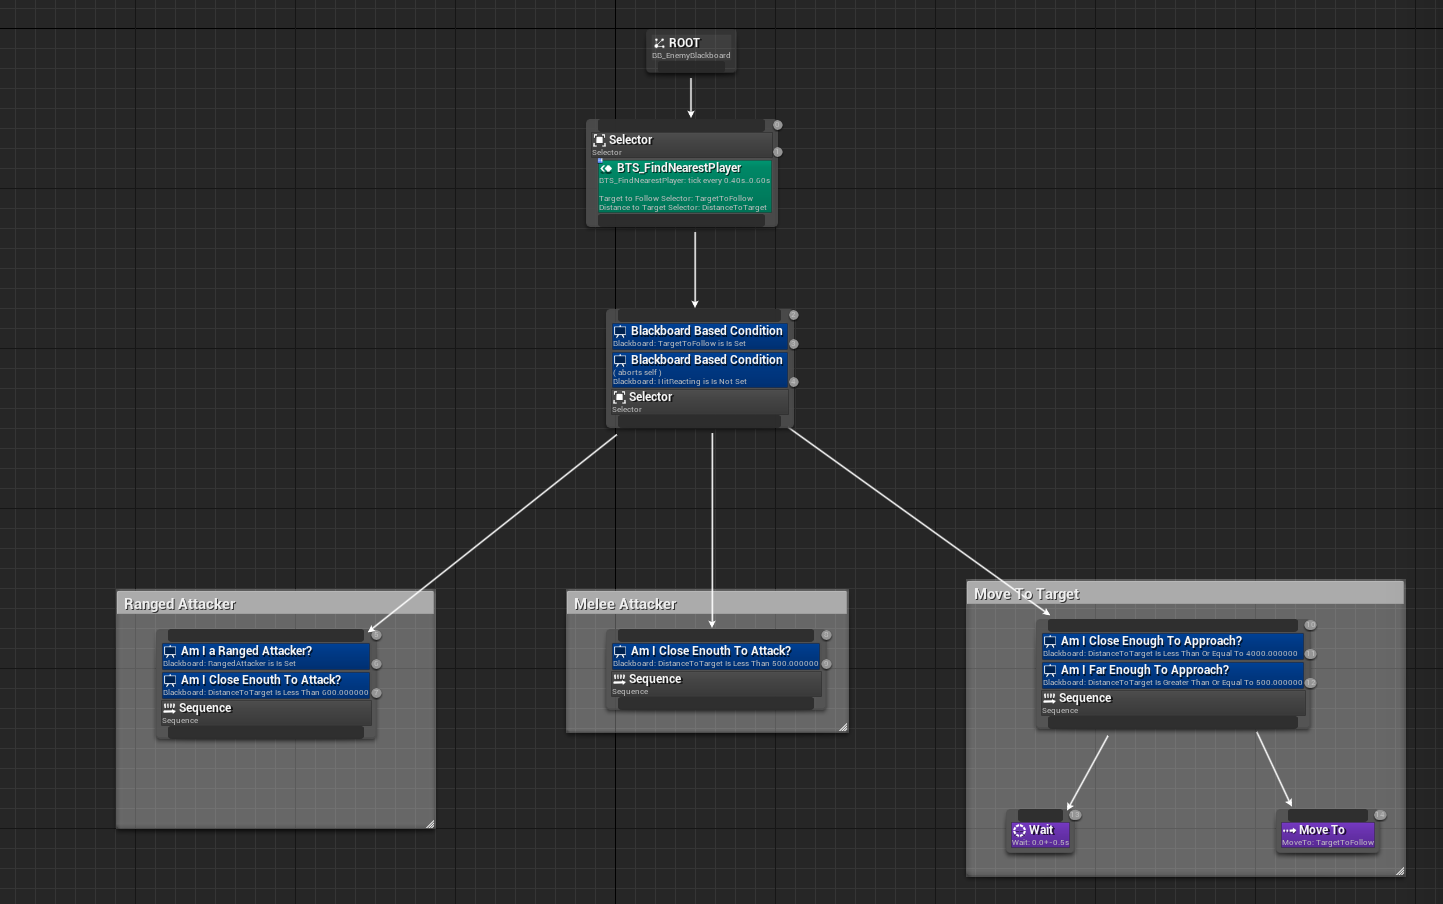 ROOT
BB_EnemyBlackboard
Selector
Selector
BTS_FindNearestPlayer
BTS_FindNearestPlayer: tick every 0.40s..0.60s
Target to Follow Selector: TargetToFollow
Distance to Target Selector: DistanceToTarget
Blackboard Based Condition
Blackboard: TargetToFollow is Is Set
Blackboard Based Condition
( aborts self )
Blackboard: HitReacting is Is Not Set
Selector
Selector
Ranged Attacker
Am I a Ranged Attacker?
Blackboard: RangedAttacker is Is Set
Am I Close Enouth To Attack?
Blackboard: DistanceToTarget Is Less Than 600.000000
Sequence
Sequence
Melee Attacker
Am I Close Enouth To Attack?
Blackboard: DistanceToTarget Is Less Than 500.000000
Sequence
Sequence
Move To Target
Am I Close Enough To Approach?
Blackboard: DistanceToTarget Is Less Than Or Equal To 4000.000000
Am I Far Enough To Approach?
Blackboard: DistanceToTarget Is Greater Than Or Equal To 500.000000
Sequence
Sequence
Wait
Wait: 0.0+-0.5s
Move To
MoveTo: TargetToFollow